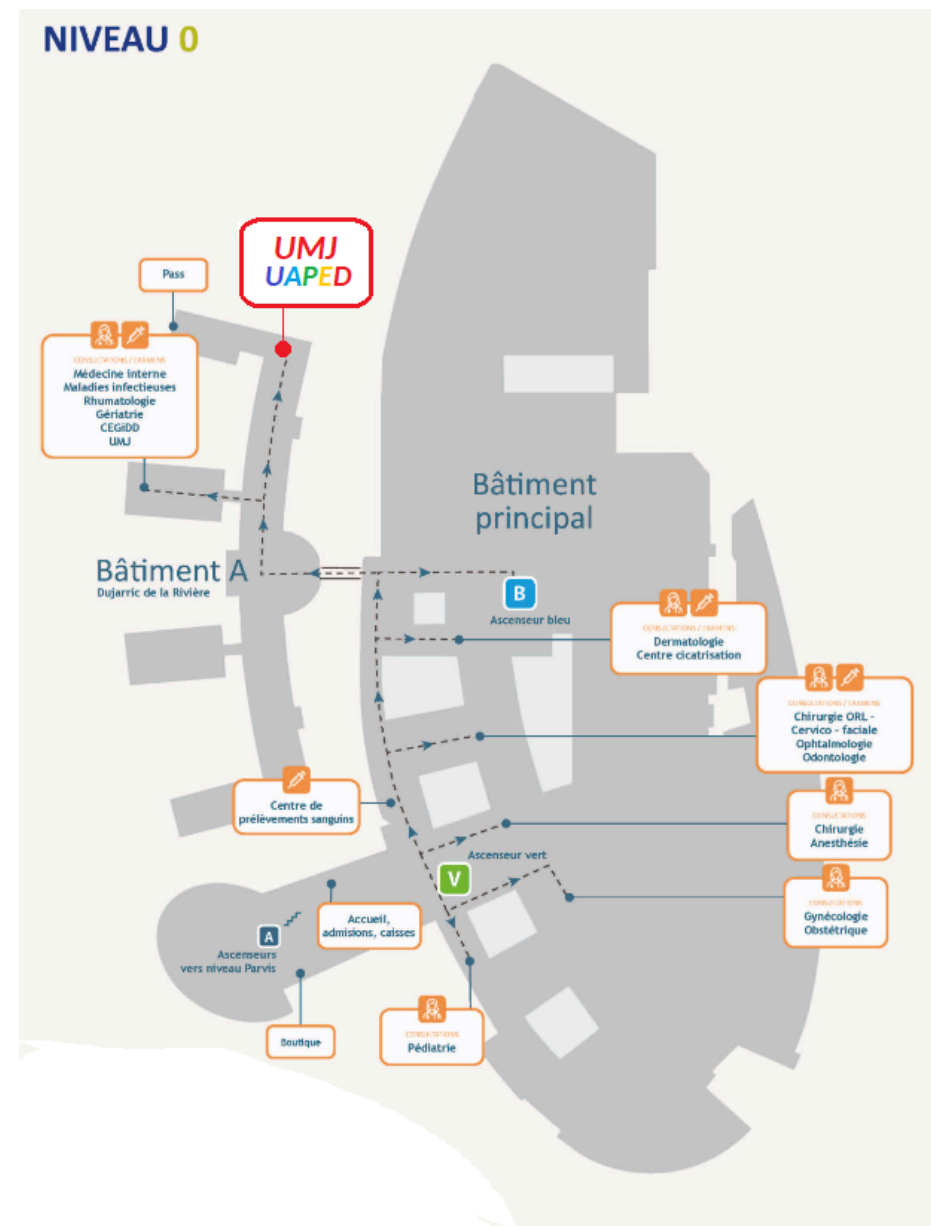 NIVEAU 0
UMJ
UAPED
Pass
CONSULTATIONS / EXAMENS
Médecine interne
Maladies infectieuses
Rhumatologie
Gériatrie
CEGiDD
UMJ
Bâtiment
principal
Bâtiment A
Dujarric de la Rivière
B
Ascenseur bleu
CONSULTATIONS / EXAMENS
Dermatologie
Centre cicatrisation
CONSULTATIONS / EXAMENS
Chirurgie ORL -
Cervico - faciale
Ophtalmologie
Odontologie
Centre de
prélèvements sanguins
CONSULTATIONS
Chirurgie
Anesthésie
Ascenseur vert
V
CONSULTATIONS
Gynécologie
Obstétrique
Accueil,
admisions, caisses
A
Ascenseurs
vers niveau Parvis
Boutique
CONSULTATIONS
Pédiatrie